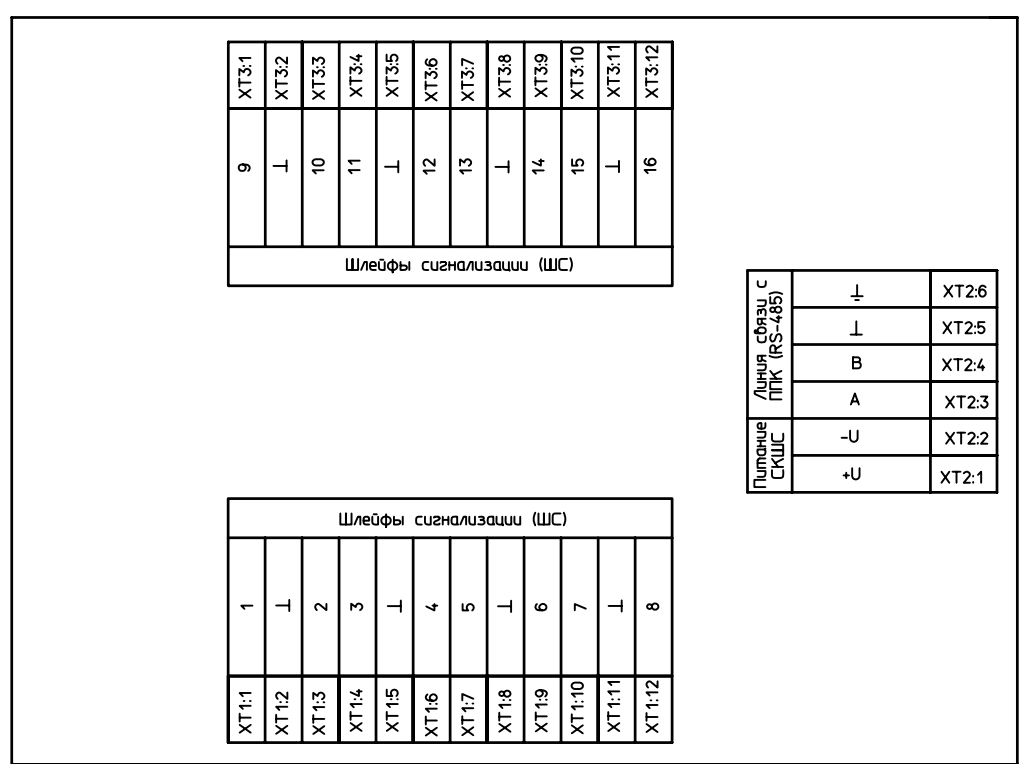 XT3:1 XT3:2 XT3:3 XT3:4 XT3:5 XT3:6 XT3:7 XT3:8 XT3:9 XT3:10 XT3:11 XT3:12
9 ⊥ 10 11 ⊥ 12 13 ⊥ 14 15 ⊥ 16
Шлейфы сигнализации (ШС)
Линия связи с
ППК (RS-485)
⏚ XT2:6
⊥ XT2:5
B XT2:4
A XT2:3
Питание
СКШС
-U XT2:2
+U XT2:1
Шлейфы сигнализации (ШС)
1 ⊥ 2 3 ⊥ 4 5 ⊥ 6 7 ⊥ 8
XT1:1 XT1:2 XT1:3 XT1:4 XT1:5 XT1:6 XT1:7 XT1:8 XT1:9 XT1:10 XT1:11 XT1:12